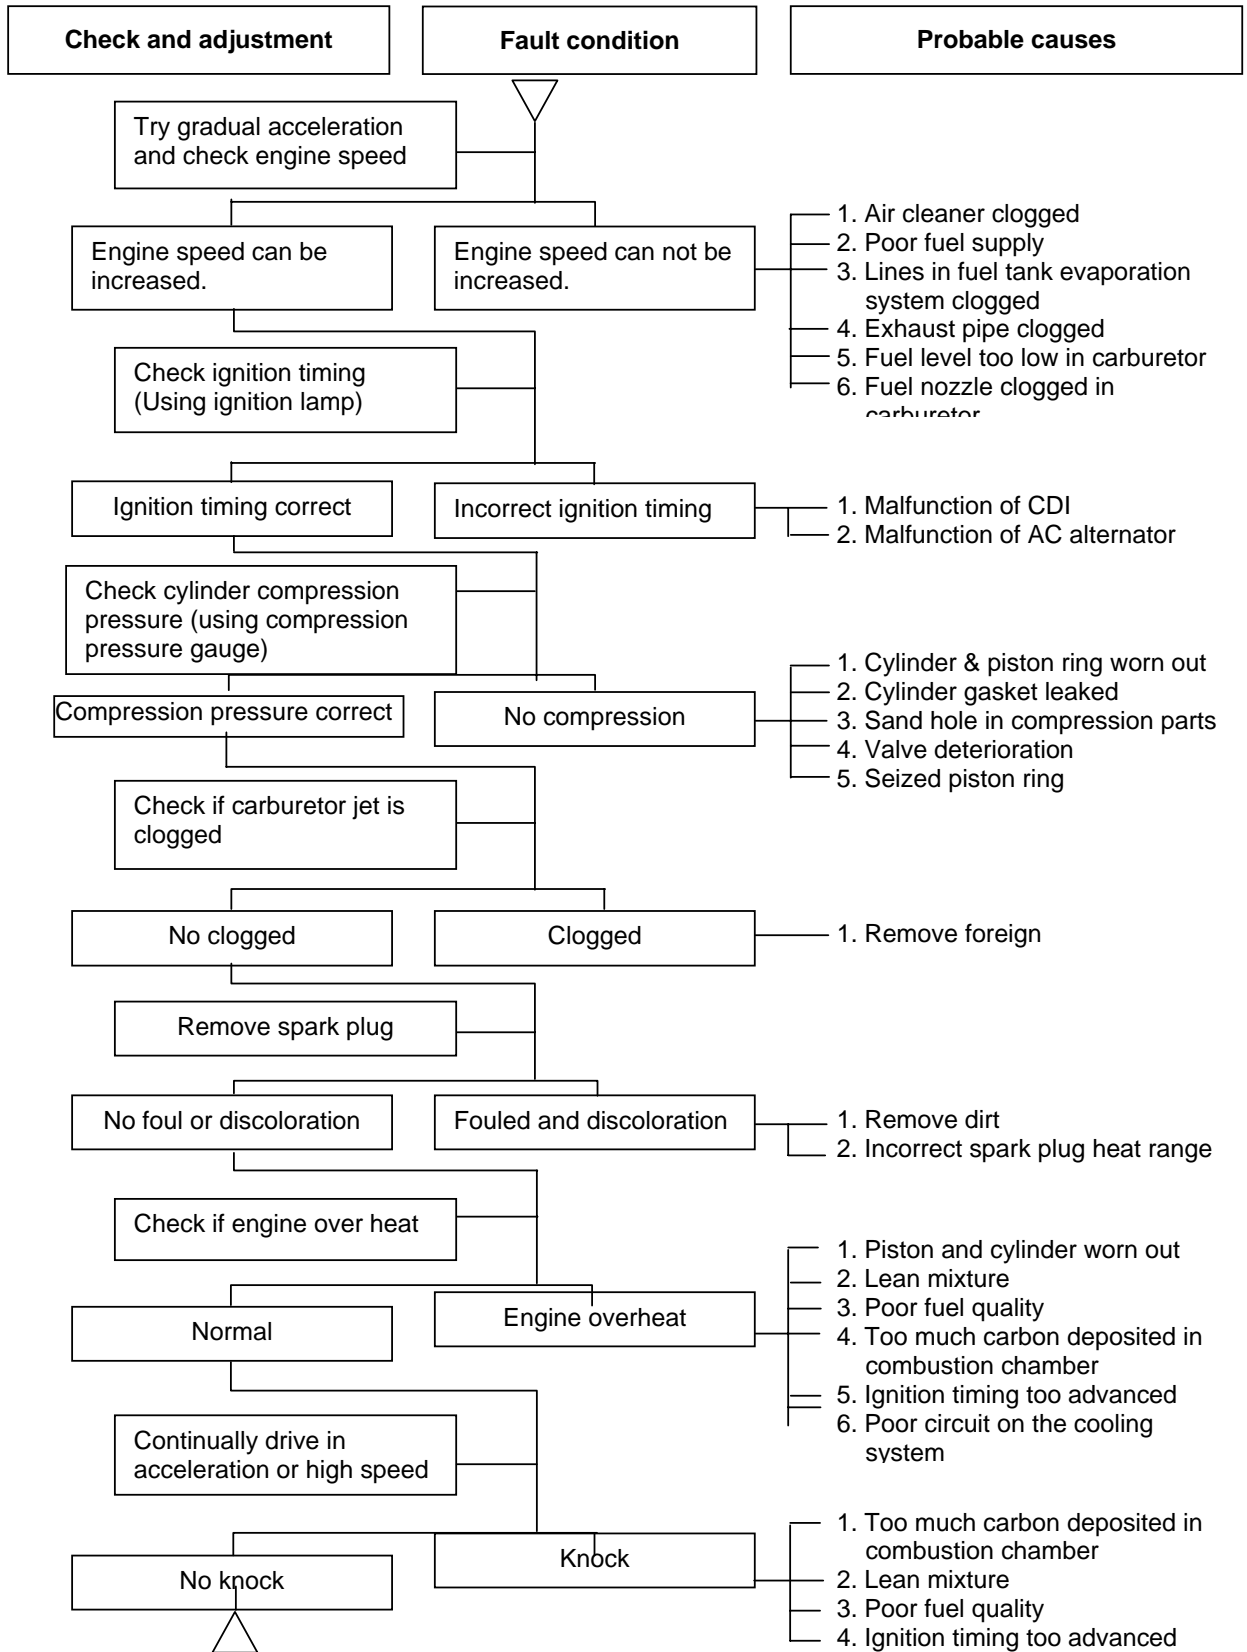 Check and adjustment
Fault condition
Probable causes
Try gradual acceleration
and check engine speed
Engine speed can be
increased.
Engine speed can not be
increased.
1. Air cleaner clogged
2. Poor fuel supply
3. Lines in fuel tank evaporation
system clogged
4. Exhaust pipe clogged
5. Fuel level too low in carburetor
6. Fuel nozzle clogged in
carburetor
Check ignition timing
(Using ignition lamp)
Ignition timing correct
Incorrect ignition timing
1. Malfunction of CDI
2. Malfunction of AC alternator
Check cylinder compression
pressure (using compression
pressure gauge)
Compression pressure correct
No compression
1. Cylinder & piston ring worn out
2. Cylinder gasket leaked
3. Sand hole in compression parts
4. Valve deterioration
5. Seized piston ring
Check if carburetor jet is
clogged
No clogged
Clogged
1. Remove foreign
Remove spark plug
No foul or discoloration
Fouled and discoloration
1. Remove dirt
2. Incorrect spark plug heat range
Check if engine over heat
Normal
Engine overheat
1. Piston and cylinder worn out
2. Lean mixture
3. Poor fuel quality
4. Too much carbon deposited in
combustion chamber
5. Ignition timing too advanced
6. Poor circuit on the cooling
system
Continually drive in
acceleration or high speed
No knock
Knock
1. Too much carbon deposited in
combustion chamber
2. Lean mixture
3. Poor fuel quality
4. Ignition timing too advanced